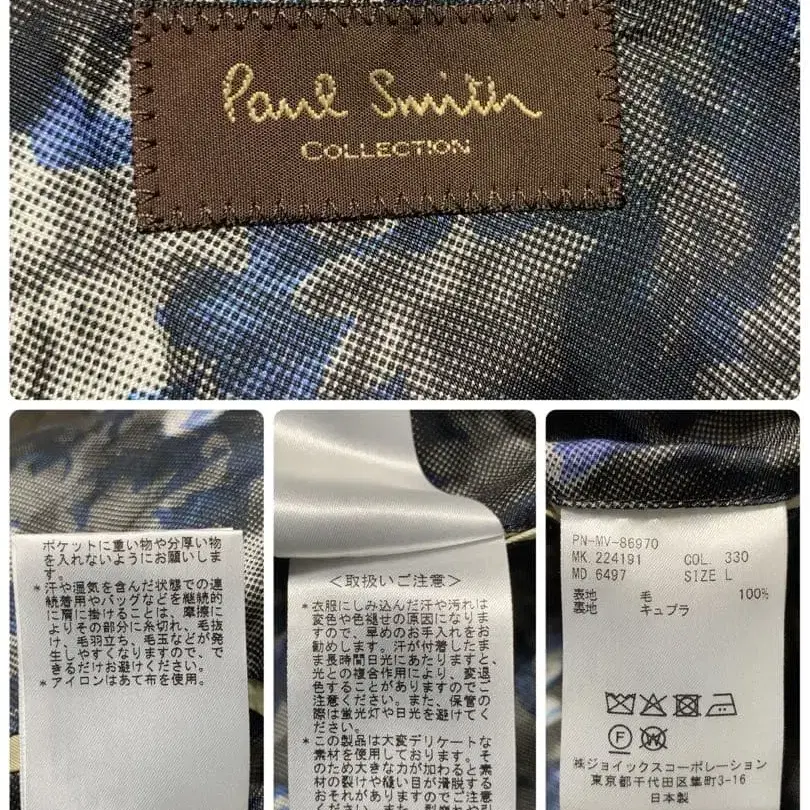 Paul Smith
COLLECTION
ポケットに重い物や分厚い物
を入れないようにお願いしま
す。
*汗や湿気を含んだ状態での連
続着用やバッグなどを継続的
に肩に掛けることは、摩擦に
よりその部分に糸切れ、毛抜
け、毛羽立ち、毛玉などが発
生しやすくなりますので、で
きるだけお避けください。
*アイロンはあて布を使用。
<取扱いご注意>
*衣服にしみ込んだ汗や汚れは
変色や色褪せの原因になりま
すので、早めのお手入れをお
勧めします。汗が付着したま
ま長時間日光にあたりますと、
光との複合作用により、変退
色することがありますのでご
注意ください。また、保管の
際は蛍光灯や日光を避けてく
ださい。
*この製品は大変デリケートな
素材を使用しております。そ
のため大きな力が加わると素
材の裂けや縫い目が滑脱する
おそれがありますので
PN-MV-86970
MK. 224191 COL. 330
MD 6497 SIZE L
表地 毛 100%
裏地 キュプラ
㈱ジョイックスコーポレーション
東京都千代田区隼町3-16
日本製